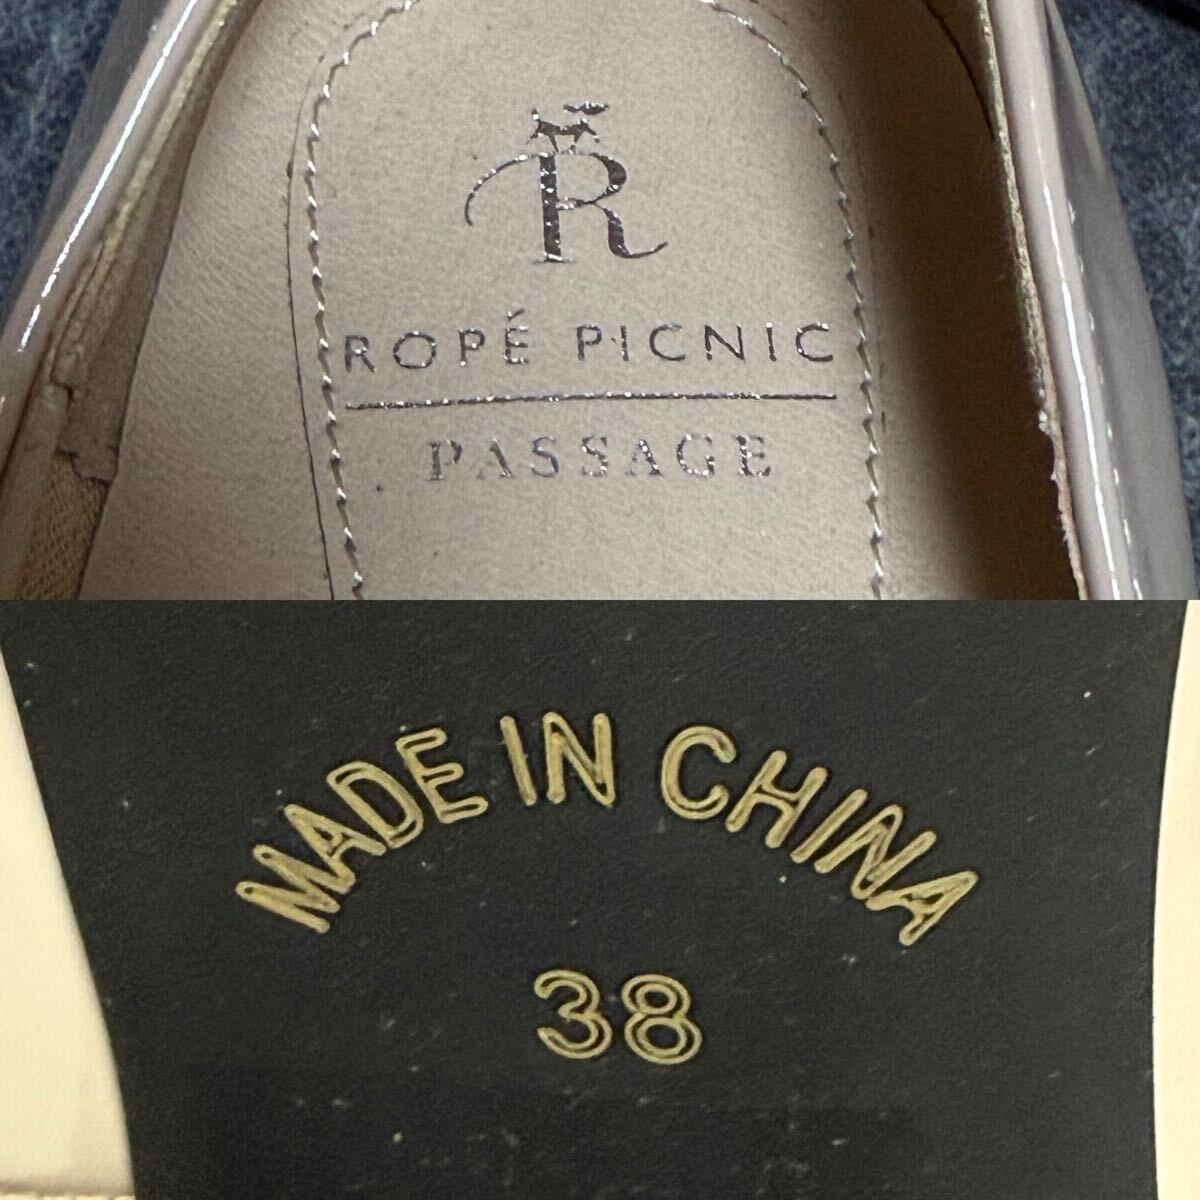 R
ROPÉ PICNIC
PASSAGE
MADE IN CHINA
38